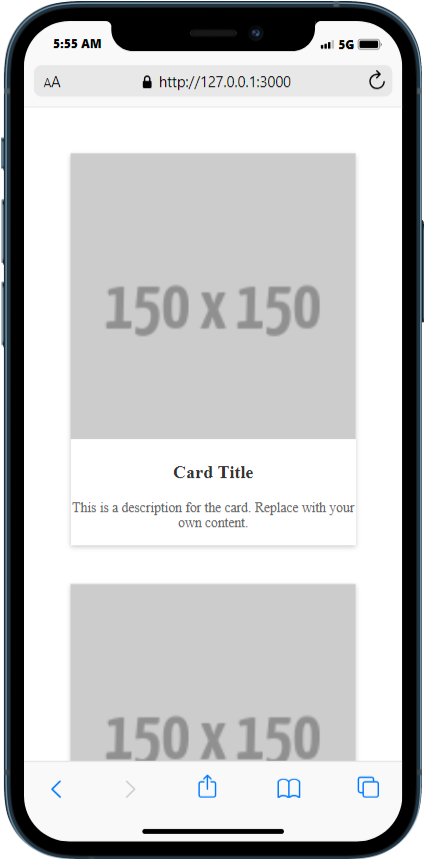 5:55 AM 5G
AA http://127.0.0.1:3000
150 x 150
Card Title
This is a description for the card. Replace with your
own content.
150 x 150